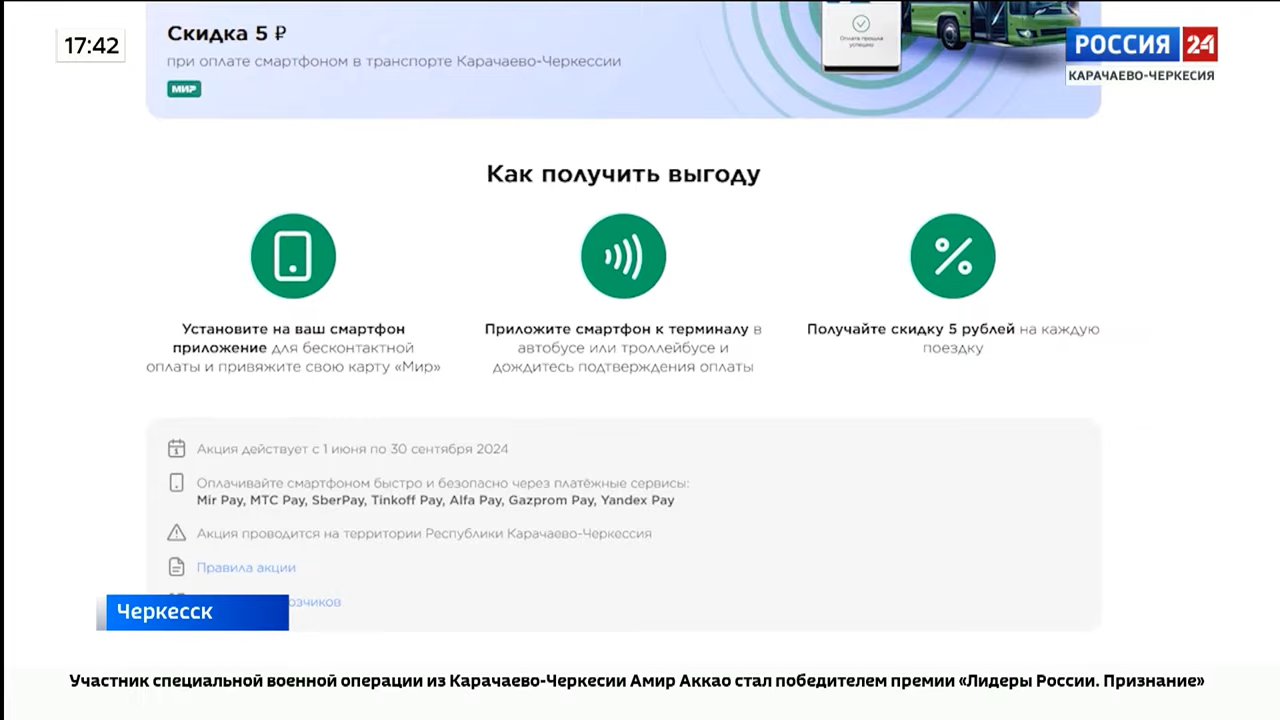 17:42
Скидка 5 ₽
при оплате смартфоном в транспорте Карачаево-Черкессии
МИР
Оплата прошла
успешно
РОССИЯ 24
КАРАЧАЕВО-ЧЕРКЕСИЯ
Как получить выгоду
Установите на ваш смартфон
приложение для бесконтактной
оплаты и привяжите свою карту «Мир»
Приложите смартфон к терминалу в
автобусе или троллейбусе и
дождитесь подтверждения оплаты
Получайте скидку 5 рублей на каждую
поездку
Акция действует с 1 июня по 30 сентября 2024
Оплачивайте смартфоном быстро и безопасно через платёжные сервисы:
Mir Pay, МТС Pay, SberPay, Tinkoff Pay, Alfa Pay, Gazprom Pay, Yandex Pay
Акция проводится на территории Республики Карачаево-Черкессия
Правила акции
озчиков
Черкесск
Участник специальной военной операции из Карачаево-Черкесии Амир Аккао стал победителем премии «Лидеры России. Признание»